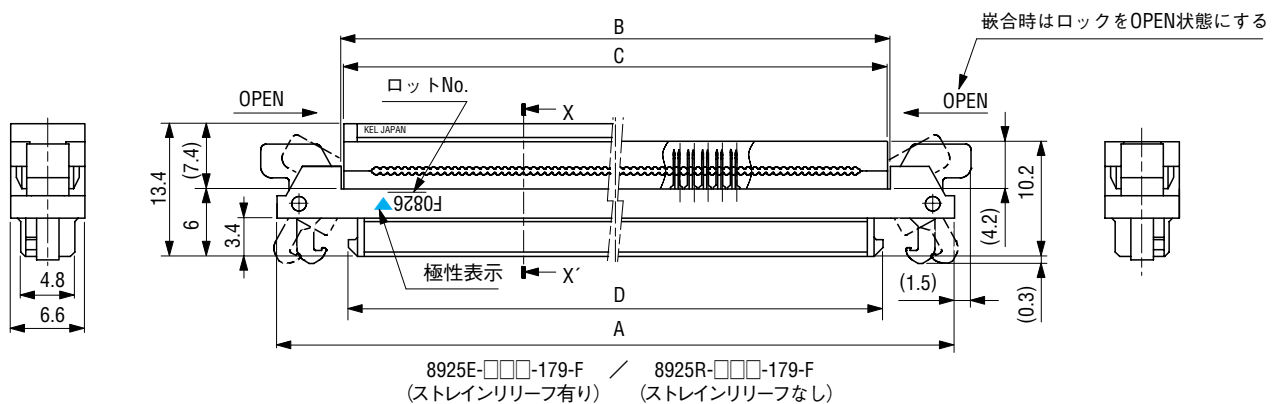 嵌合時はロックをOPEN状態にする
B
C
ロットNo.
OPEN
X
OPEN
KEL JAPAN
13.4
(7.4)
6
3.4
F0826
10.2
(4.2)
4.8
6.6
極性表示
X´
D
A
(1.5)
(0.3)
8925E-□□□-179-F ／ 8925R-□□□-179-F
(ストレインリリーフ有り) (ストレインリリーフなし)